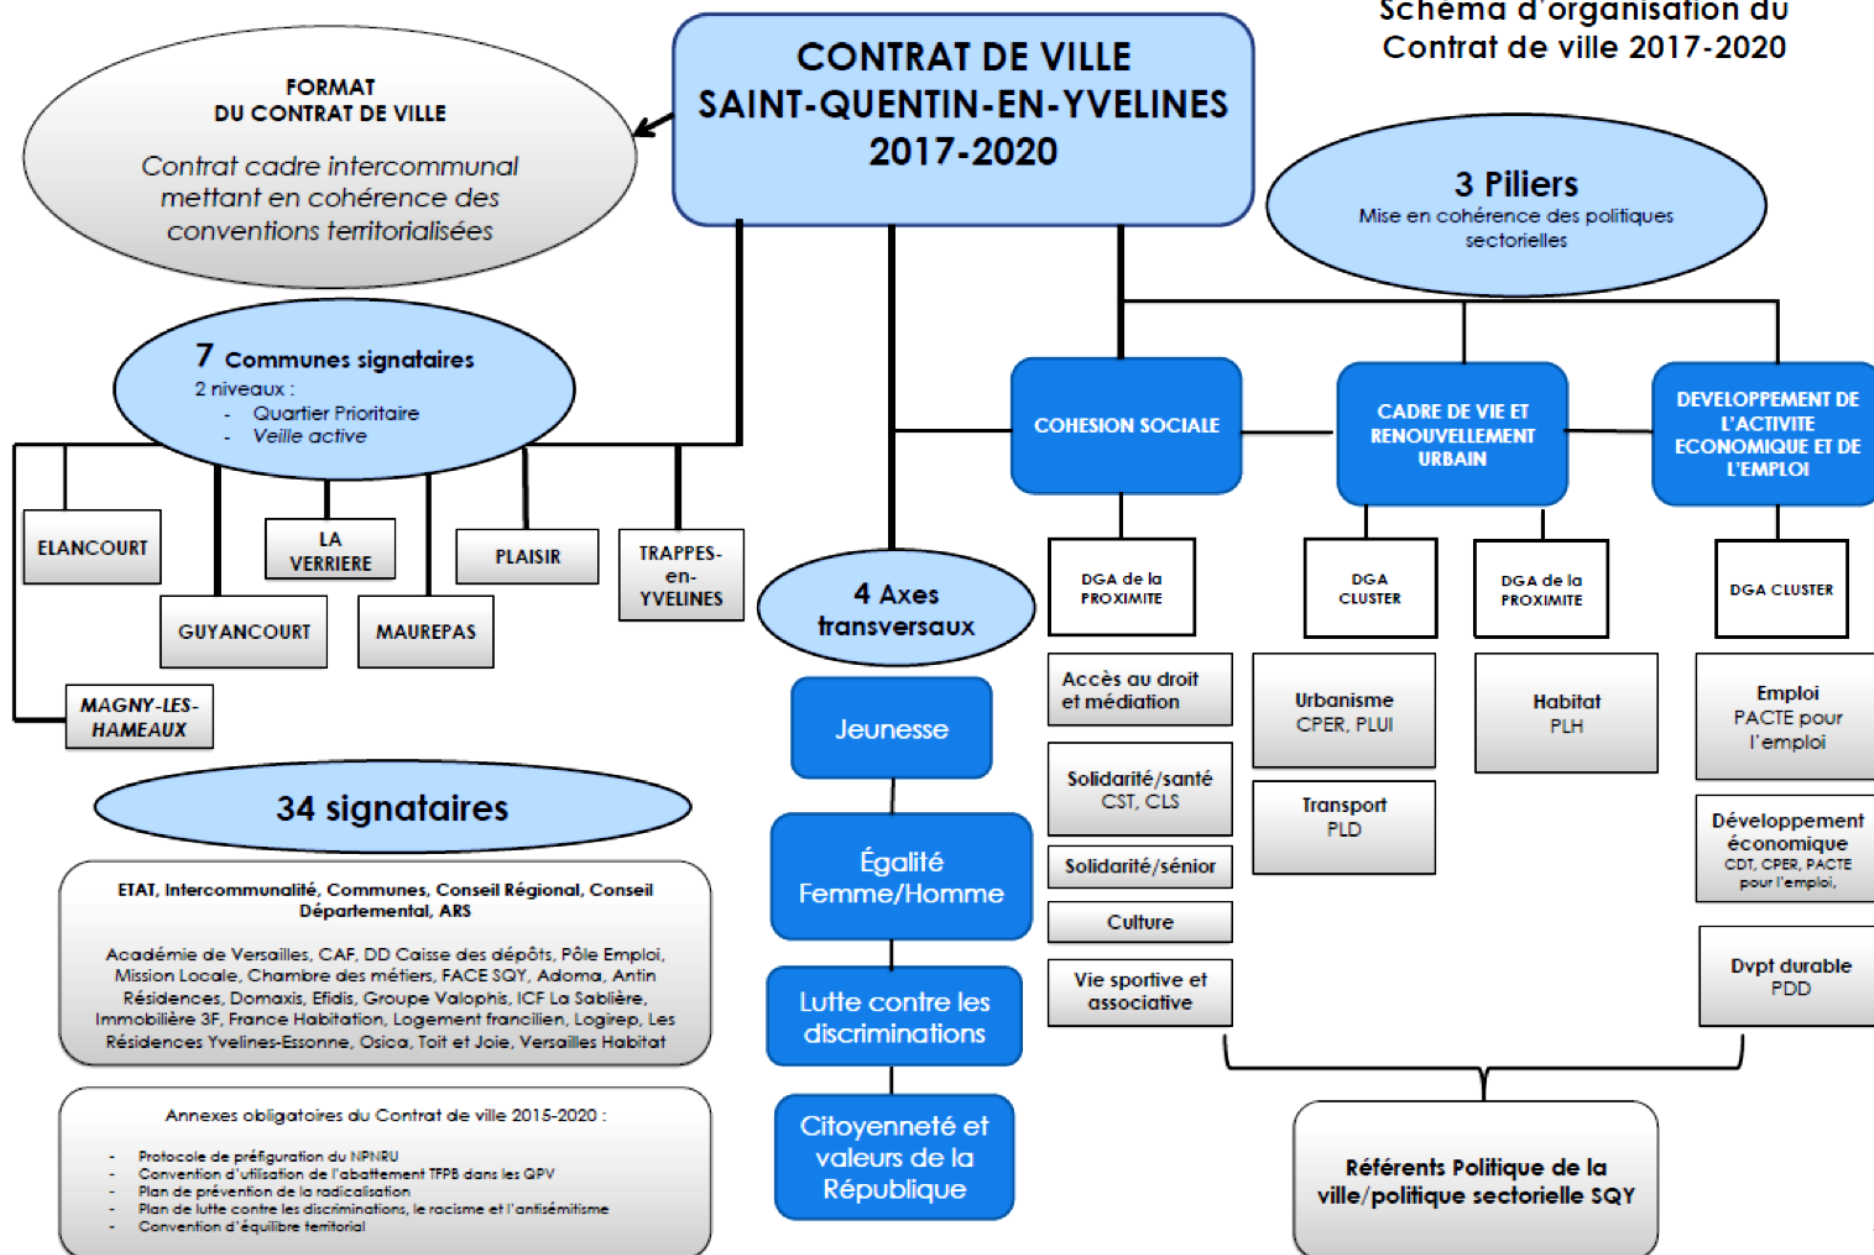 Schéma d'organisation du
Contrat de ville 2017-2020
CONTRAT DE VILLE
SAINT-QUENTIN-EN-YVELINES
2017-2020
FORMAT
DU CONTRAT DE VILLE
Contrat cadre intercommunal
mettant en cohérence des
conventions territorialisées
3 Piliers
Mise en cohérence des politiques
sectorielles
7 Communes signataires
2 niveaux :
- Quartier Prioritaire
- Veille active
ELANCOURT
LA
VERRIERE
PLAISIR
TRAPPES-
en-
YVELINES
GUYANCOURT
MAUREPAS
MAGNY-LES-
HAMEAUX
34 signataires
ETAT, Intercommunalité, Communes, Conseil Régional, Conseil
Départemental, ARS
Académie de Versailles, CAF, DD Caisse des dépôts, Pôle Emploi,
Mission Locale, Chambre des métiers, FACE SQY, Adoma, Antin
Résidences, Domaxis, Efidis, Groupe Valophis, ICF La Sablière,
Immobilière 3F, France Habitation, Logement francilien, Logirep, Les
Résidences Yvelines-Essonne, Osica, Toit et Joie, Versailles Habitat
Annexes obligatoires du Contrat de ville 2015-2020 :
- Protocole de préfiguration du NPNRU
- Convention d'utilisation de l'abattement TFPB dans les QPV
- Plan de prévention de la radicalisation
- Plan de lutte contre les discriminations, le racisme et l'antisémitisme
- Convention d'équilibre territorial
4 Axes
transversaux
Jeunesse
Égalité
Femme/Homme
Lutte contre les
discriminations
Citoyenneté et
valeurs de la
République
COHESION SOCIALE
CADRE DE VIE ET
RENOUVELLEMENT
URBAIN
DEVELOPPEMENT DE
L'ACTIVITE
ECONOMIQUE ET DE
L'EMPLOI
DGA de la
PROXIMITE
DGA
CLUSTER
DGA de la
PROXIMITE
DGA CLUSTER
Accès au droit
et médiation
Solidarité/santé
CST, CLS
Solidarité/sénior
Culture
Vie sportive et
associative
Urbanisme
CPER, PLUI
Transport
PLD
Habitat
PLH
Emploi
PACTE pour
l'emploi
Développement
économique
CDT, CPER, PACTE
pour l'emploi,
Dvpt durable
PDD
Référents Politique de la
ville/politique sectorielle SQY